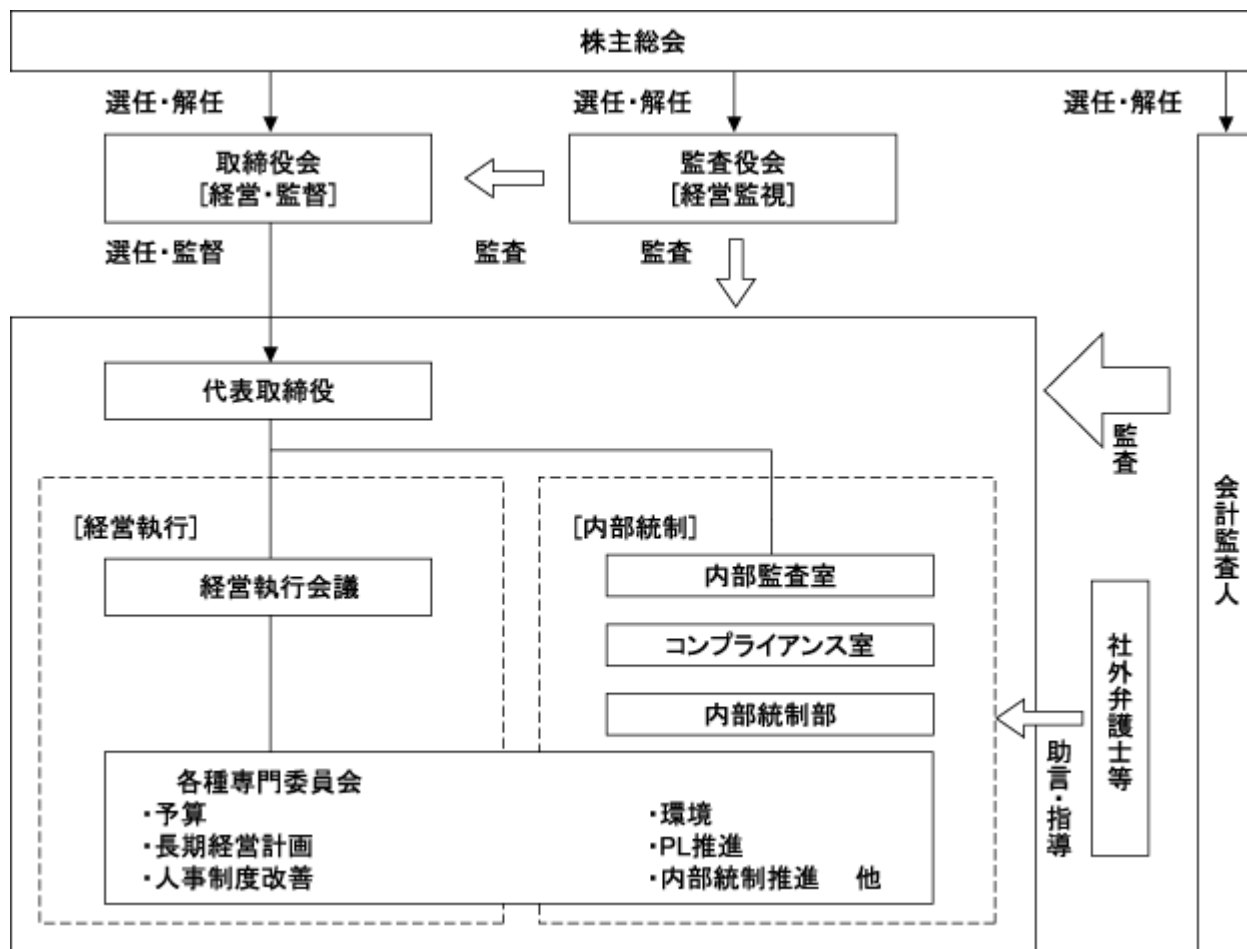 株主総会
選任・解任
選任・解任
選任・解任
取締役会
[経営・監督]
監査役会
[経営監視]
選任・監督
監査
監査
代表取締役
監査
[経営執行]
[内部統制]
経営執行会議
内部監査室
コンプライアンス室
内部統制部
会計監査人
社外弁護士等
助言・指導
各種専門委員会
・予算
・長期経営計画
・人事制度改善
・環境
・PL推進
・内部統制推進 他